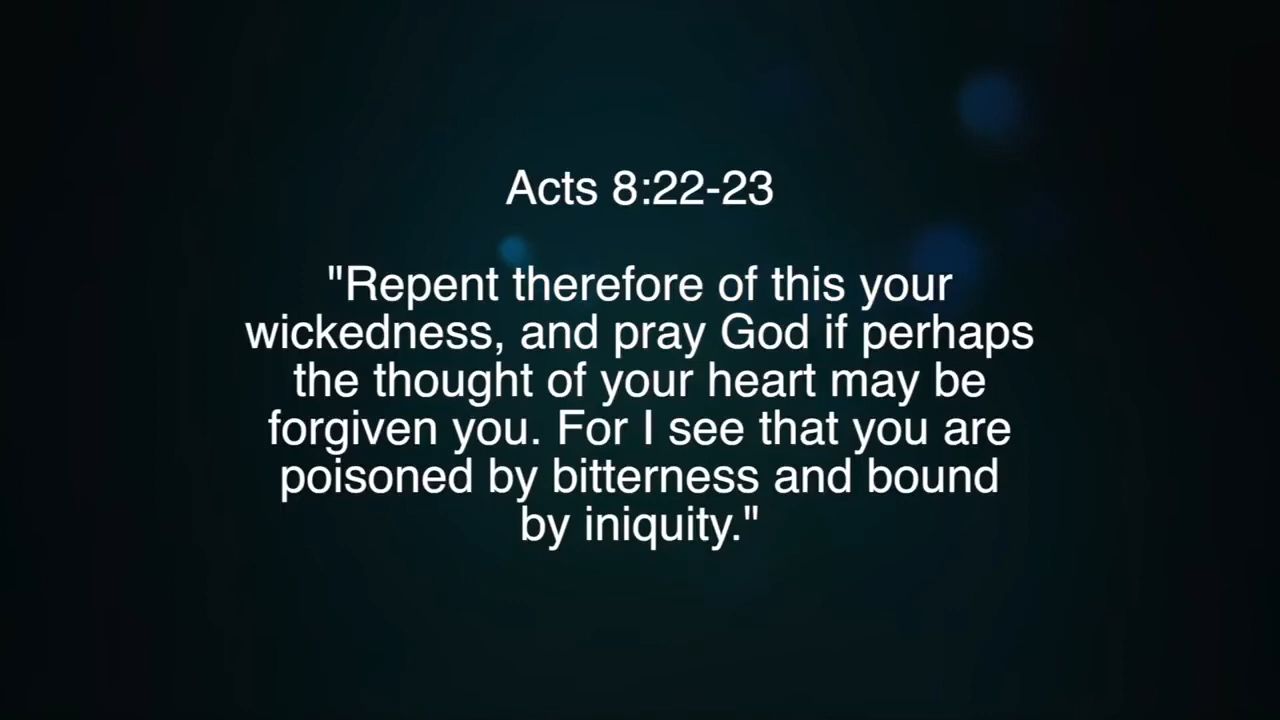 Acts 8:22-23
"Repent therefore of this your
wickedness, and pray God if perhaps
the thought of your heart may be
forgiven you. For I see that you are
poisoned by bitterness and bound
by iniquity."